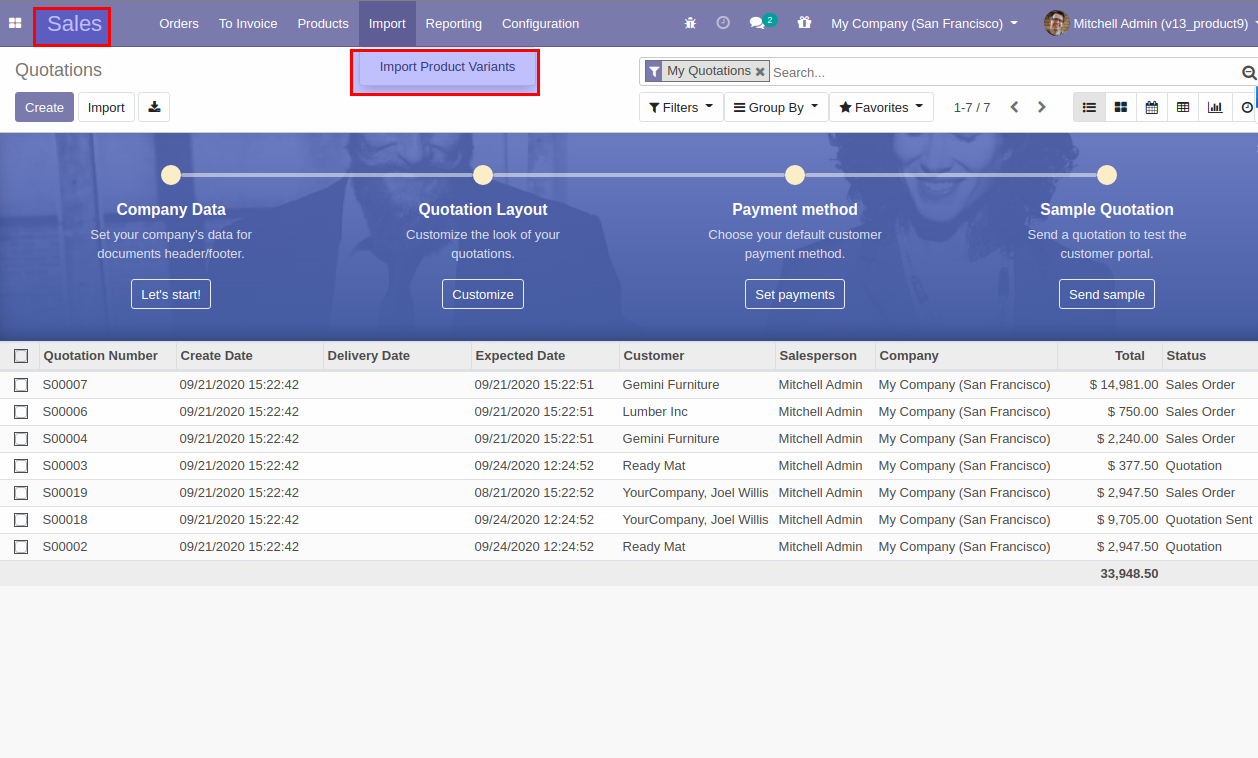 Sales Orders To Invoice Products Import Reporting Configuration 2 My Company (San Francisco) Mitchell Admin (v13_product9)
Import Product Variants
Quotations
My Quotations Search...
Create Import
Filters Group By Favorites 1-7 / 7
Company Data
Set your company's data for
documents header/footer.
Let's start!
Quotation Layout
Customize the look of your
quotations.
Customize
Payment method
Choose your default customer
payment method.
Set payments
Sample Quotation
Send a quotation to test the
customer portal.
Send sample
Quotation Number Create Date Delivery Date Expected Date Customer Salesperson Company Total Status
S00007 09/21/2020 15:22:42 09/21/2020 15:22:51 Gemini Furniture Mitchell Admin My Company (San Francisco) $ 14,981.00 Sales Order
S00006 09/21/2020 15:22:42 09/21/2020 15:22:51 Lumber Inc Mitchell Admin My Company (San Francisco) $ 750.00 Sales Order
S00004 09/21/2020 15:22:42 09/21/2020 15:22:51 Gemini Furniture Mitchell Admin My Company (San Francisco) $ 2,240.00 Sales Order
S00003 09/21/2020 15:22:42 09/24/2020 12:24:52 Ready Mat Mitchell Admin My Company (San Francisco) $ 377.50 Quotation
S00019 09/21/2020 15:22:42 08/21/2020 15:22:52 YourCompany, Joel Willis Mitchell Admin My Company (San Francisco) $ 2,947.50 Sales Order
S00018 09/21/2020 15:22:42 09/24/2020 12:24:52 YourCompany, Joel Willis Mitchell Admin My Company (San Francisco) $ 9,705.00 Quotation Sent
S00002 09/21/2020 15:22:42 09/24/2020 12:24:52 Ready Mat Mitchell Admin My Company (San Francisco) $ 2,947.50 Quotation
33,948.50